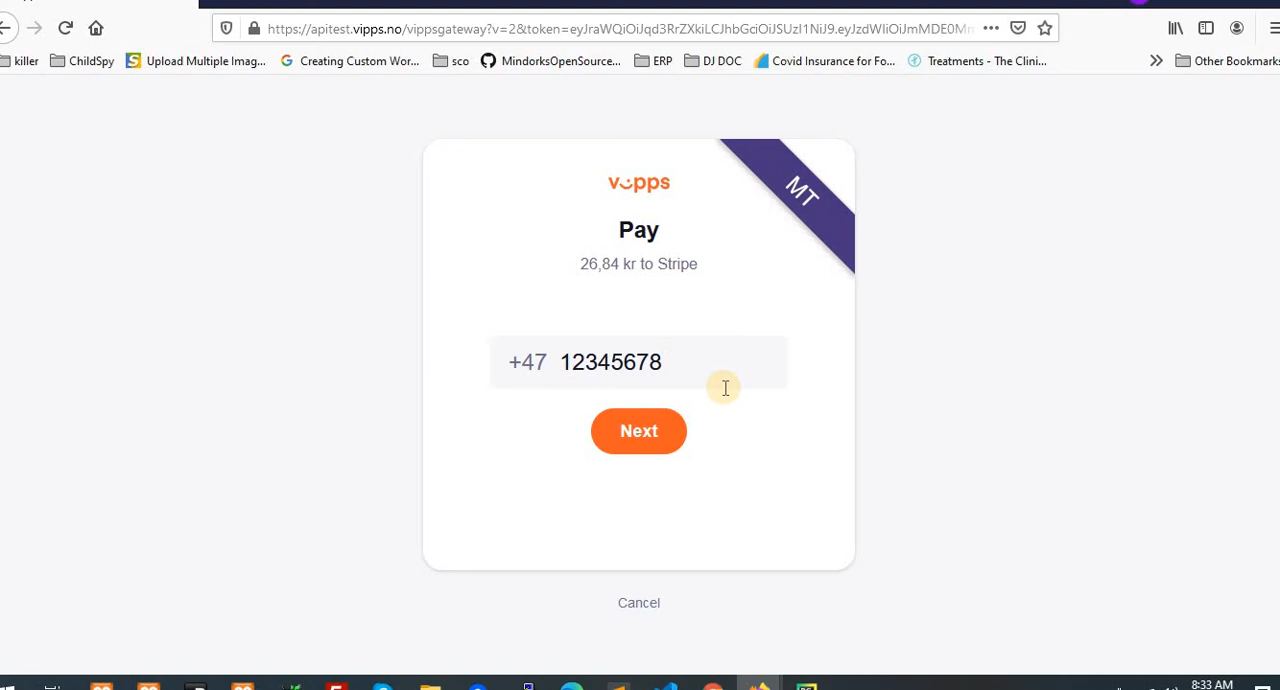 https://apitest.vipps.no/vippsgateway?v=2&token=eyJraWQiOiJqd3RrZXkiLCJhbGciOiJSUzI1NiJ9.eyJzdWIiOiJmMDE0Mm
killer ChildSpy Upload Multiple Imag... Creating Custom Wor... sco MindorksOpenSource... ERP DJ DOC Covid Insurance for Fo... Treatments - The Clini... Other Bookmarks
MT
vipps
Pay
26,84 kr to Stripe
+47 12345678
Next
Cancel
8:33 AM